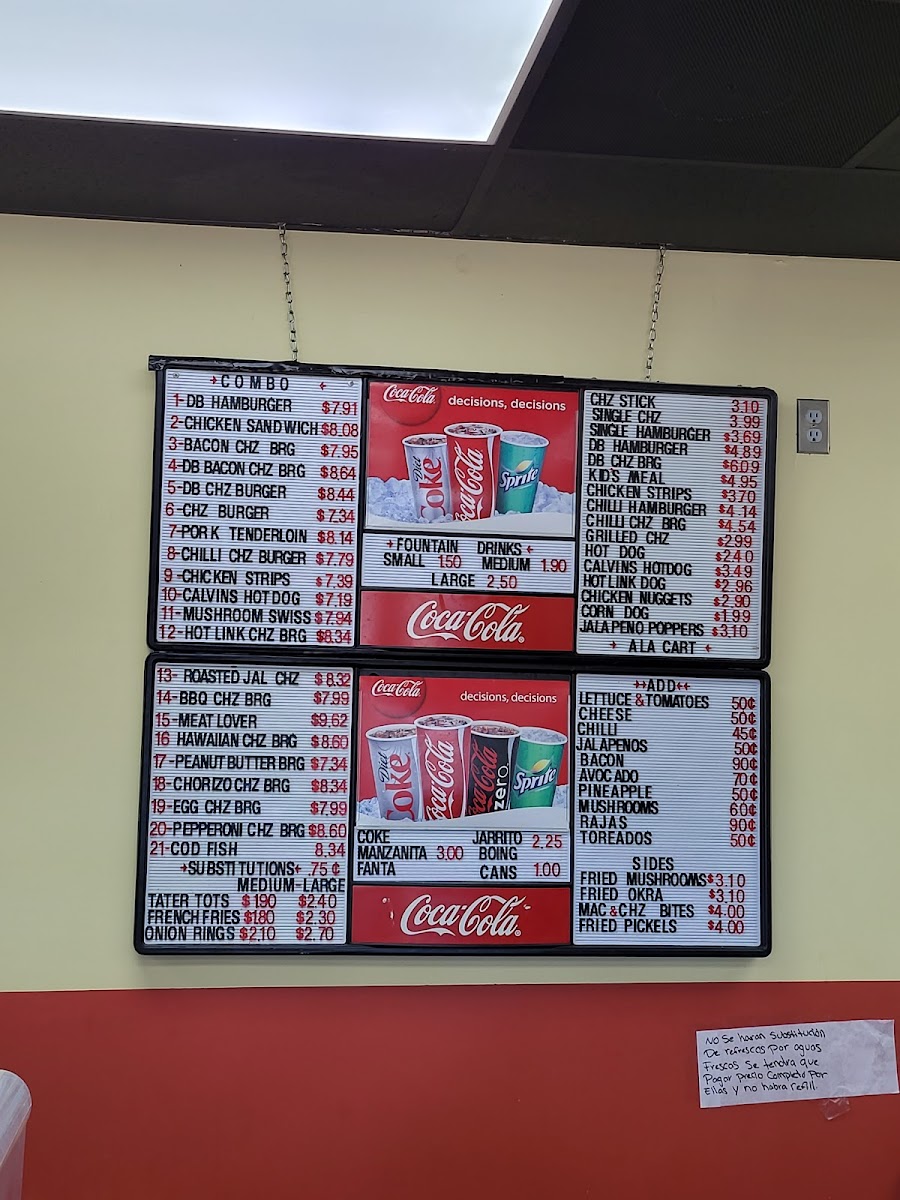 COMBO
1-DB HAMBURGER $7.91
2-CHICKEN SANDWICH $8.08
3-BACON CHZ BRG $7.95
4-DB BACON CHZ BRG $8.64
5-DB CHZ BURGER $8.44
6-CHZ BURGER $7.34
7-PORK TENDERLOIN $8.14
8-CHILLI CHZ BURGER $7.79
9-CHICKEN STRIPS $7.39
10-CALVINS HOT DOG $7.19
11-MUSHROOM SWISS $7.94
12-HOT LINK CHZ BRG $8.34
Coca-Cola
decisions, decisions
Diet Coke
Coca-Cola
Sprite
FOUNTAIN DRINKS
SMALL 1.50 MEDIUM 1.90
LARGE 2.50
Coca-Cola
CHZ STICK 3.10
SINGLE CHZ 3.99
SINGLE HAMBURGER $3.69
DB HAMBURGER $4.89
DB CHZ BRG $6.09
KID'S MEAL $4.95
CHICKEN STRIPS $3.70
CHILLI HAMBURGER $4.14
CHILLI CHZ BRG $4.54
GRILLED CHZ $2.99
HOT DOG $2.40
CALVINS HOTDOG $3.49
HOT LINK DOG $2.96
CHICKEN NUGGETS $2.90
CORN DOG $1.99
JALAPENO POPPERS $3.10
A LA CART
13- ROASTED JAL CHZ $8.32
14-BBQ CHZ BRG $7.99
15-MEAT LOVER $9.62
16 HAWAIIAN CHZ BRG $8.60
17-PEANUT BUTTER BRG $7.34
18-CHORIZO CHZ BRG $8.34
19-EGG CHZ BRG $7.99
20-PEPPERONI CHZ BRG $8.60
21-COD FISH 8.34
SUBSTITUTIONS .75¢
MEDIUM-LARGE
TATER TOTS $1.90 $2.40
FRENCH FRIES $1.80 $2.30
ONION RINGS $2.10 $2.70
Coca-Cola
decisions, decisions
Diet Coke
Coca-Cola
Coca-Cola zero
Sprite
COKE JARRITO 2.25
MANZANITA 3.00 BOING
FANTA CANS 1.00
Coca-Cola
ADD
LETTUCE & TOMATOES 50¢
CHEESE 50¢
CHILLI 45¢
JALAPENOS 50¢
BACON 90¢
AVOCADO 70¢
PINEAPPLE 50¢
MUSHROOMS 60¢
RAJAS 90¢
TOREADOS 50¢
SIDES
FRIED MUSHROOMS $3.10
FRIED OKRA $3.10
MAC & CHZ BITES $4.00
FRIED PICKELS $4.00
NO Se haran Substitución
De refrescos Por aguas
Frescos Se tendra que
Pagar precio Completo Por
Ellas y no habra refill.